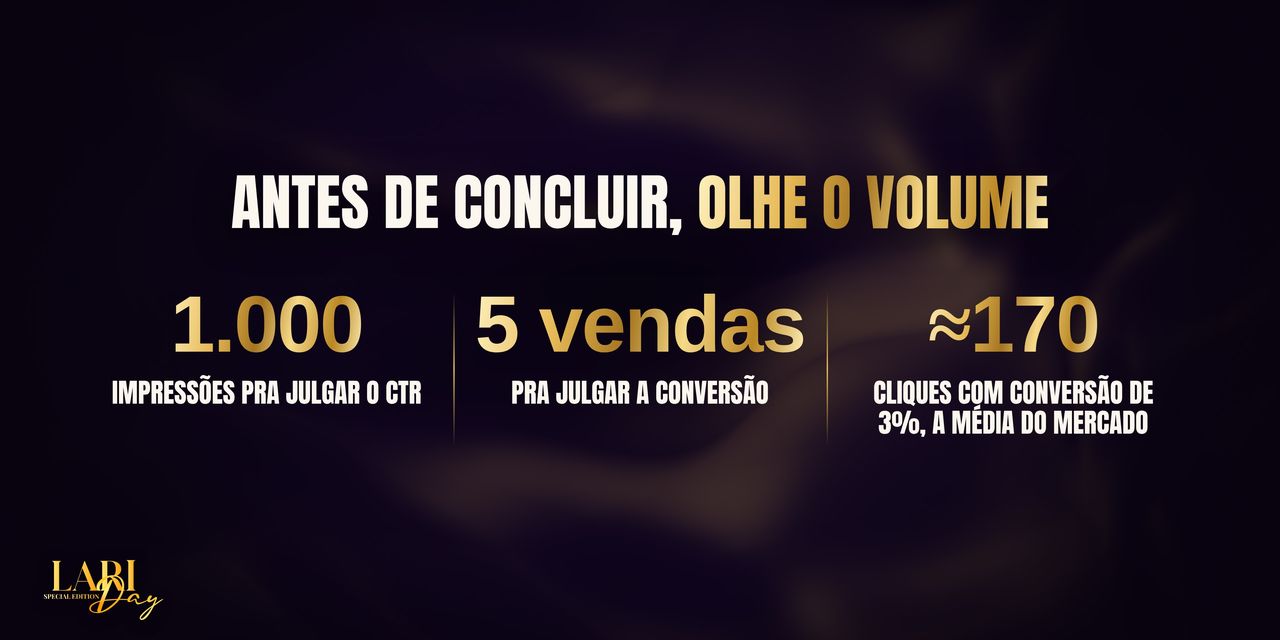 ANTES DE CONCLUIR, OLHE O VOLUME
1.000
IMPRESSÕES PRA JULGAR O CTR
5 vendas
PRA JULGAR A CONVERSÃO
≈170
CLIQUES COM CONVERSÃO DE
3%, A MÉDIA DO MERCADO
LABI
SPECIAL EDITION Day